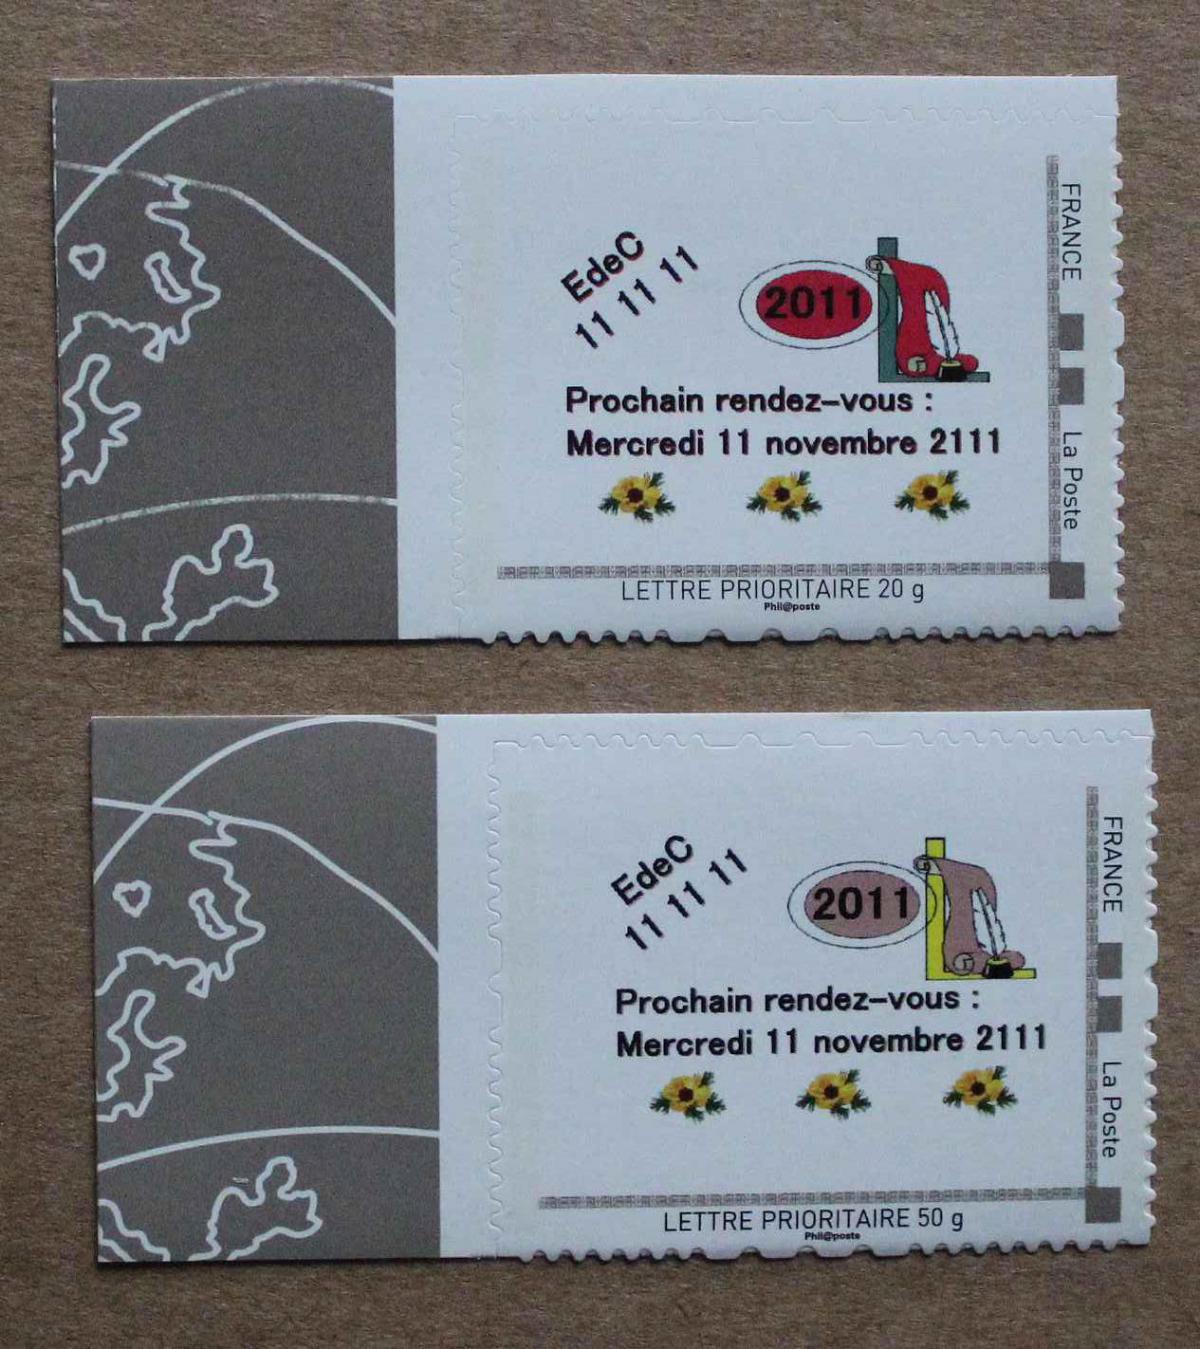 EdeC
11 11 11
2011
Prochain rendez-vous :
Mercredi 11 novembre 2111
FRANCE
La Poste
LETTRE PRIORITAIRE 20 g
Phil@poste
EdeC
11 11 11
2011
Prochain rendez-vous :
Mercredi 11 novembre 2111
FRANCE
La Poste
LETTRE PRIORITAIRE 50 g
Phil@poste